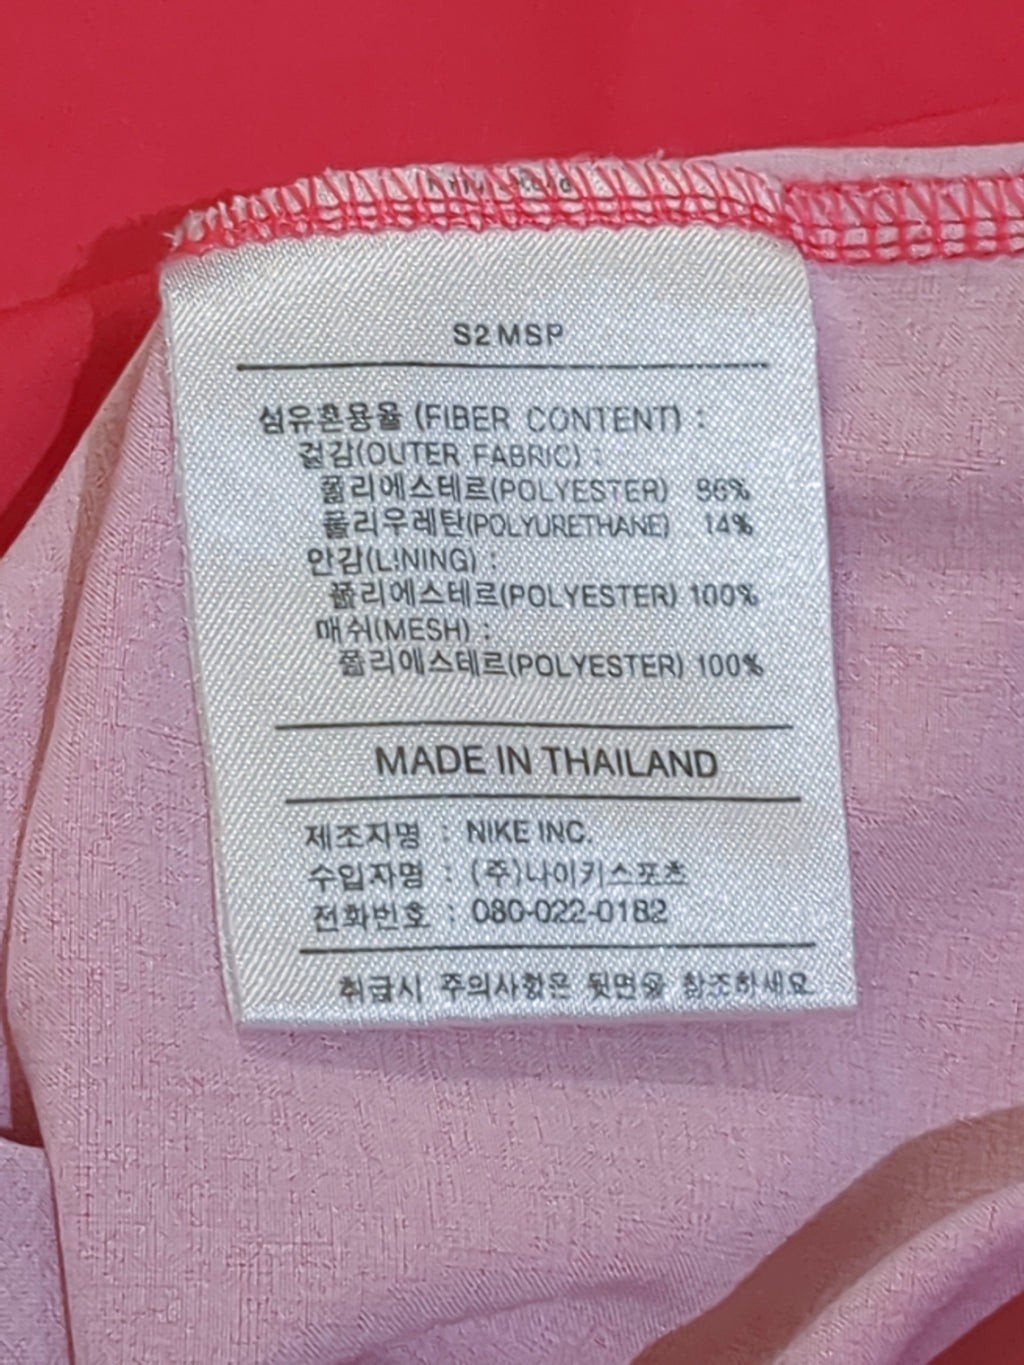 S2 MSP
섬유혼용율 (FIBER CONTENT) :
겉감(OUTER FABRIC) :
폴리에스테르(POLYESTER) 86%
폴리우레탄(POLYURETHANE) 14%
안감(LINING) :
폴리에스테르(POLYESTER) 100%
매쉬(MESH) :
폴리에스테르(POLYESTER) 100%
MADE IN THAILAND
제조자명 : NIKE INC.
수입자명 : (주)나이키스포츠
전화번호 : 080-022-0182
취급시 주의사항은 뒷면을 참조하세요